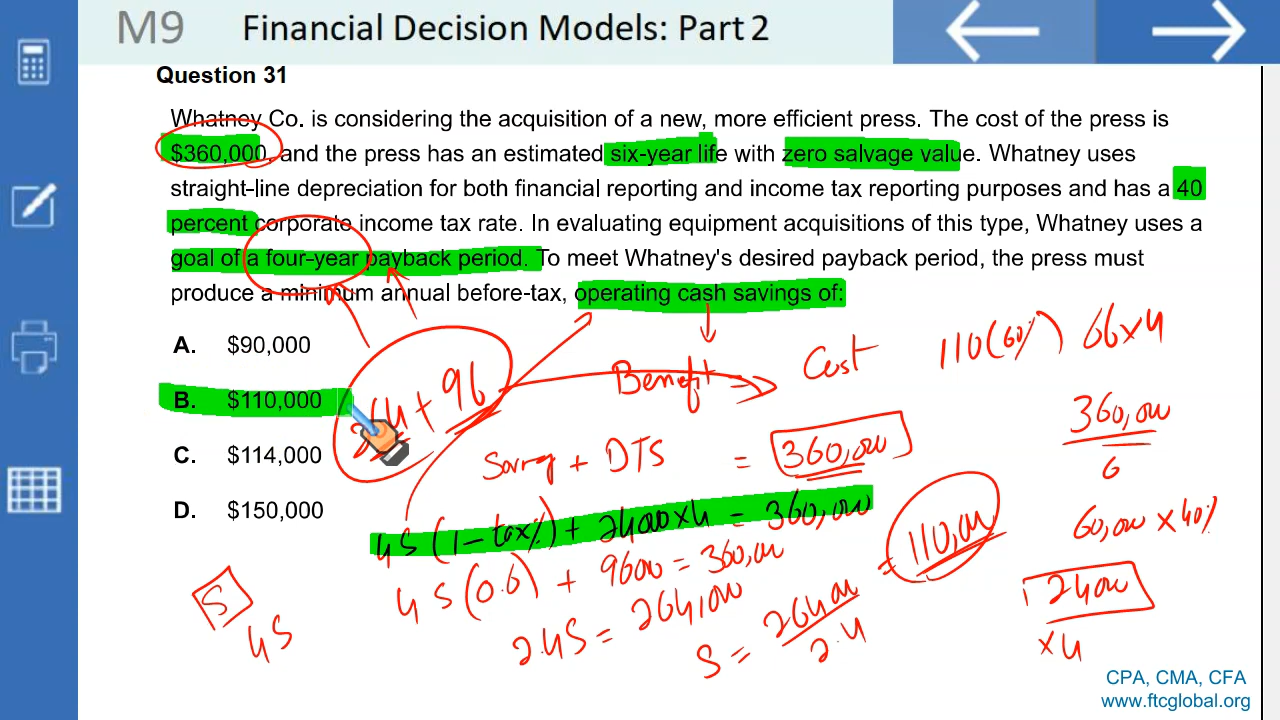 M9 Financial Decision Models: Part 2
Question 31
Whatney Co. is considering the acquisition of a new, more efficient press. The cost of the press is
$360,000, and the press has an estimated six-year life with zero salvage value. Whatney uses
straight-line depreciation for both financial reporting and income tax reporting purposes and has a 40
percent corporate income tax rate. In evaluating equipment acquisitions of this type, Whatney uses a
goal of a four-year payback period. To meet Whatney's desired payback period, the press must
produce a minimum annual before-tax, operating cash savings of:
A. $90,000
B. $110,000
C. $114,000
D. $150,000
264 + 96
Benefit = Cost
110(60%) 66x4
Saving + DTS = 360,000
360,000
6
4S (1-tax%) + 24000x4 = 360,000
60,000 x 40%
4S(0.6) + 96000 = 360,000
2.4S = 264,000
S = 264000
2.4
= 110,000
24000
x4
S
4S
CPA, CMA, CFA
www.ftcglobal.org